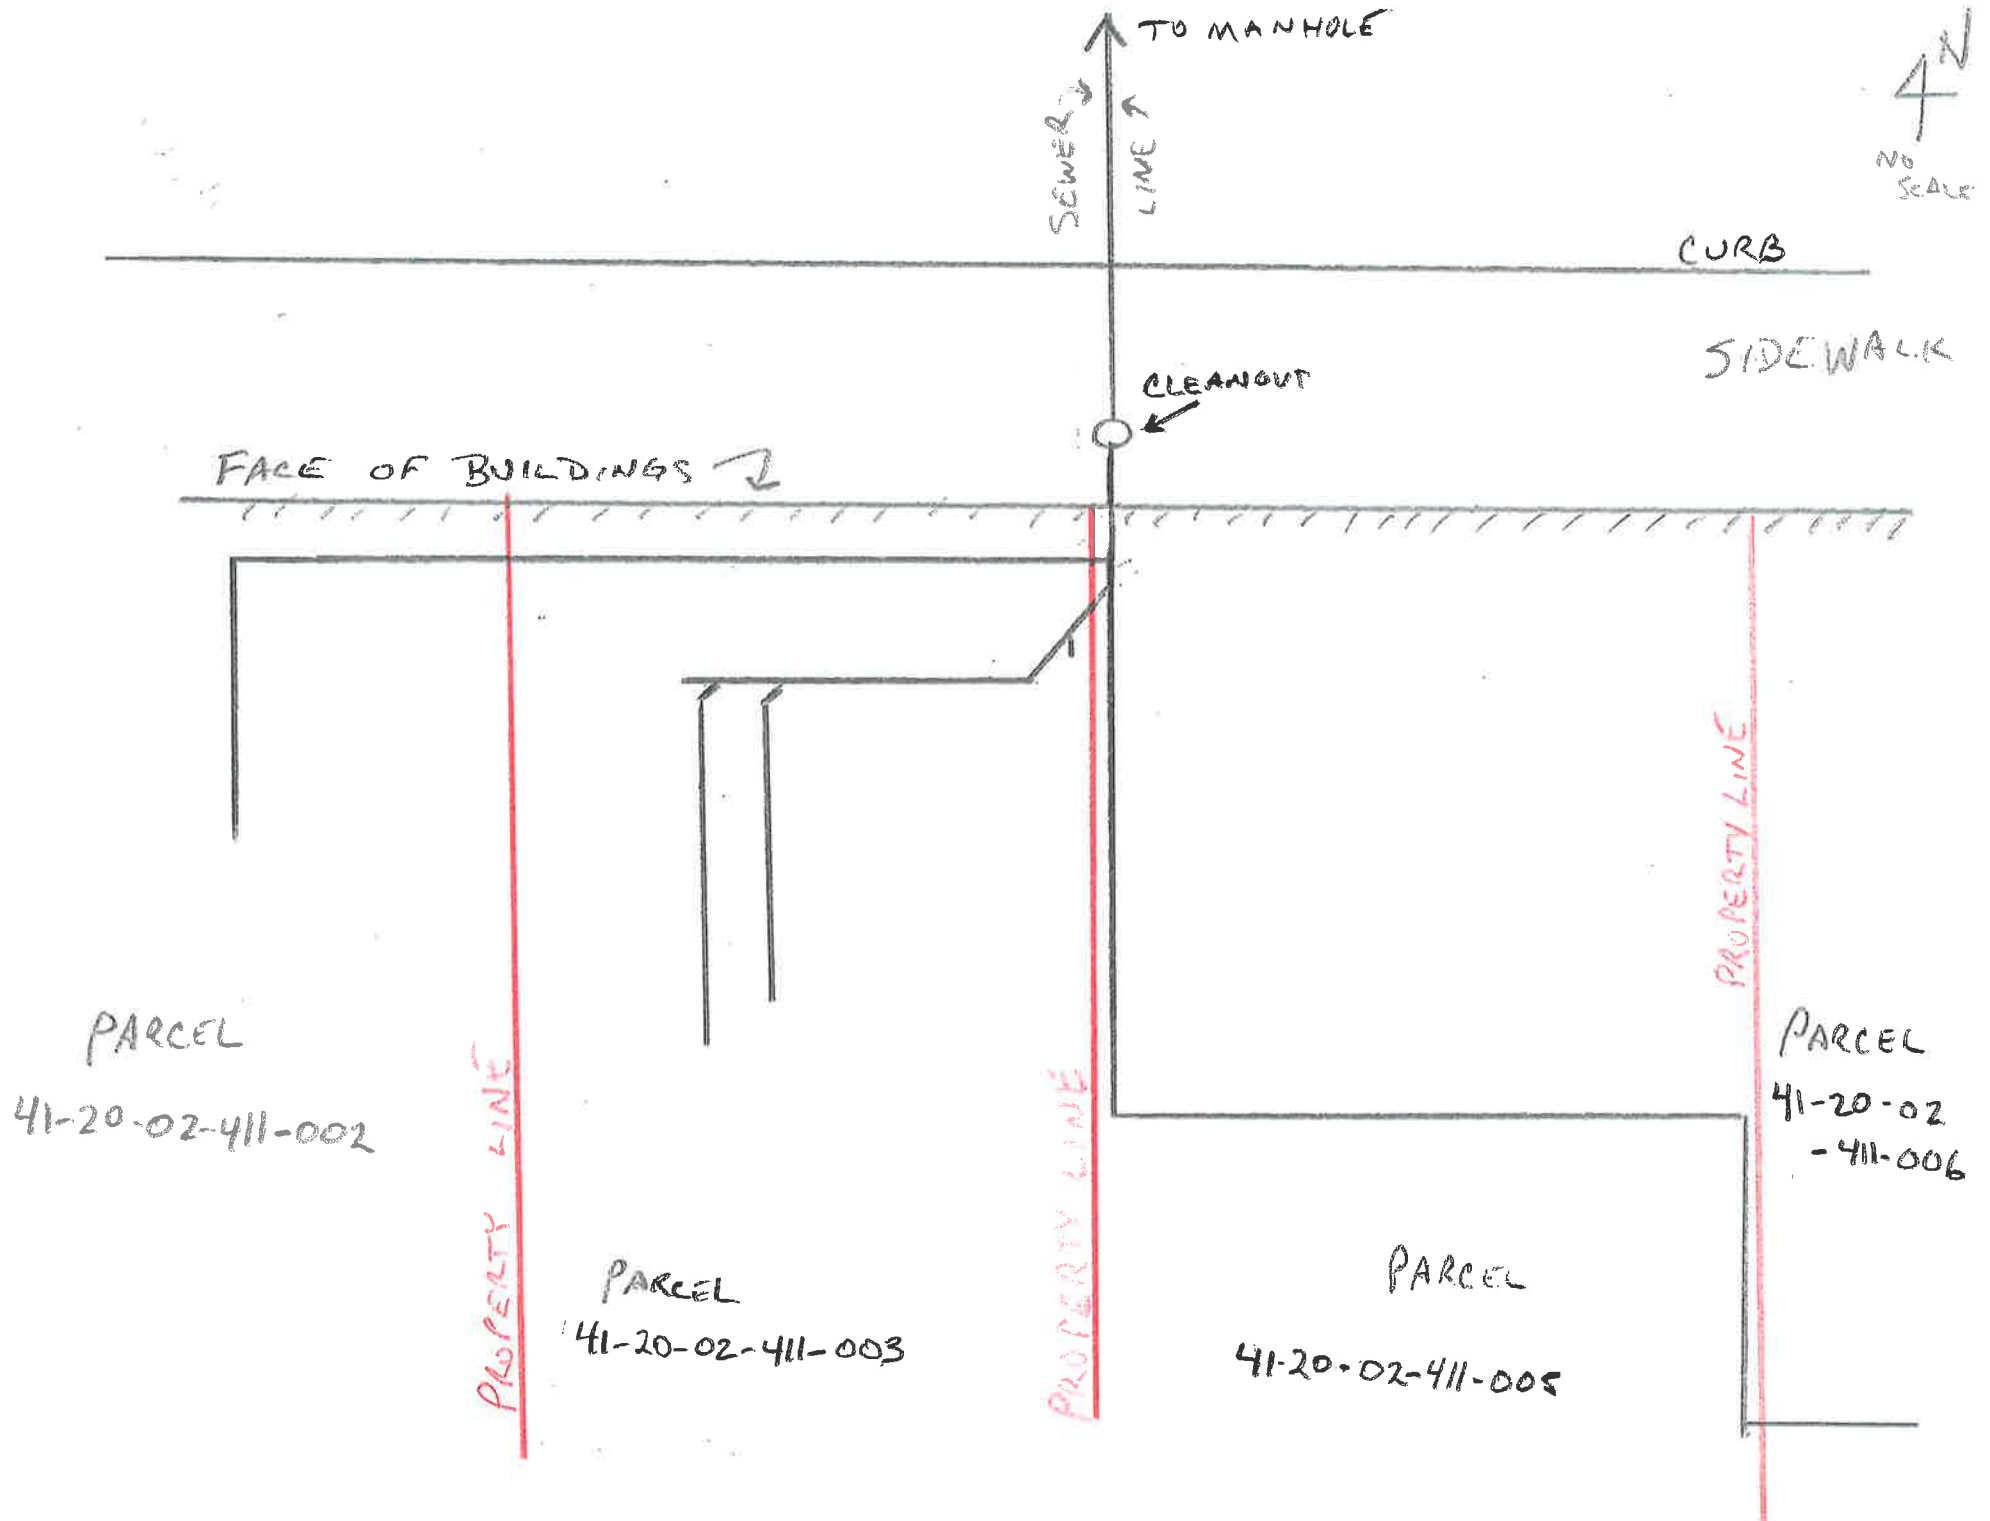 TO MANHOLE
N
NO
SCALE
SEWER
LINE
CURB
SIDEWALK
CLEANOUT
FACE OF BUILDINGS
PROPERTY LINE
PARCEL
41-20-02-411-002
PROPERTY LINE
PROPERTY LINE
PARCEL
41-20-02
-411-006
PARCEL
41-20-02-411-003
PARCEL
41-20-02-411-005